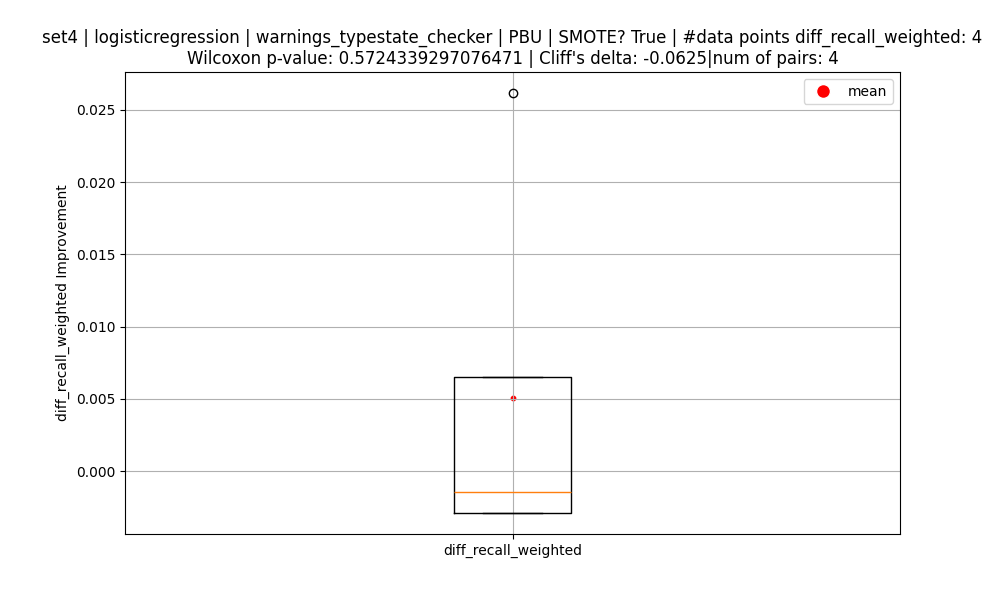 set4 | logisticregression | warnings_typestate_checker | PBU | SMOTE? True | #data points diff_recall_weighted: 4
Wilcoxon p-value: 0.5724339297076471 | Cliff's delta: -0.0625|num of pairs: 4
mean
diff_recall_weighted Improvement
0.025
0.020
0.015
0.010
0.005
0.000
diff_recall_weighted